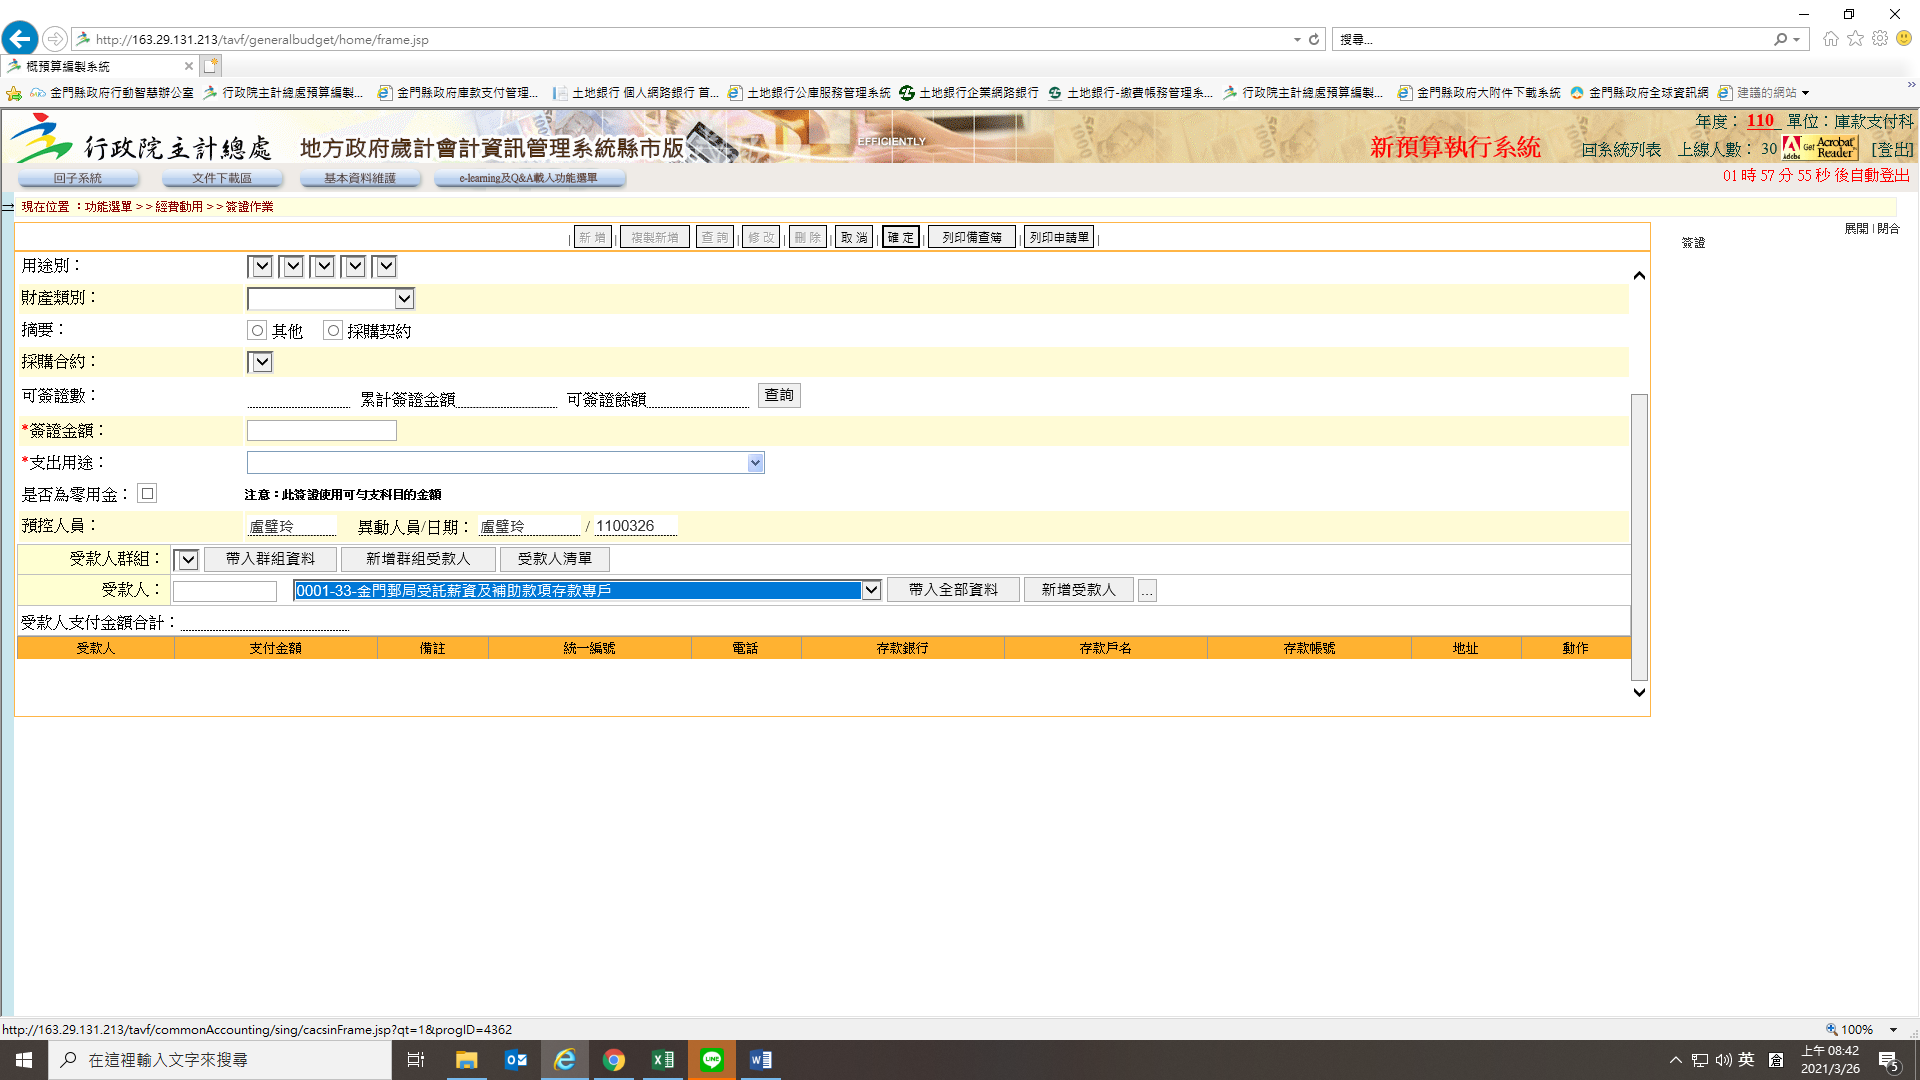 http://163.29.131.213/tavf/generalbudget/home/frame.jsp
搜尋...
概預算編製系統
金門縣政府行動智慧辦公室 行政院主計總處預算編製... 金門縣政府庫款支付管理... 土地銀行 個人網路銀行 首... 土地銀行公庫服務管理系統 土地銀行企業網路銀行 土地銀行-繳費帳務管理系... 行政院主計總處預算編製... 金門縣政府大附件下載系統 金門縣政府全球資訊網 建議的網站
年度： 110 單位：庫款支付科
行政院主計總處 地方政府歲計會計資訊管理系統縣市版 EFFICIENTLY 新預算執行系統 回系統列表 上線人數： 30 Get Acrobat Reader Adobe [登出]
回子系統 文件下載區 基本資料維護 e-learning及Q&A載入功能選單 01 時 57 分 55 秒 後自動登出
現在位置 ：功能選單 >> 經費動用 >> 簽證作業
展開 | 閉合
| 新 增 | 複製新增 查 詢 | 修 改 | 刪 除 | 取 消 | 確 定 | 列印備查簿 | 列印申請單 |
簽證
用途別：
財產類別：
摘要： 其他 採購契約
採購合約：
可簽證數： 累計簽證金額 可簽證餘額 查詢
*簽證金額：
*支出用途：
是否為零用金： 注意：此簽證使用可勻支科目的金額
預控人員： 盧壁玲 異動人員/日期： 盧壁玲 / 1100326
受款人群組： 帶入群組資料 新增群組受款人 受款人清單
受款人： 0001-33-金門郵局受託薪資及補助款項存款專戶 帶入全部資料 新增受款人 ...
受款人支付金額合計：
受款人 支付金額 備註 統一編號 電話 存款銀行 存款戶名 存款帳號 地址 動作
http://163.29.131.213/tavf/commonAccounting/sing/cacsinFrame.jsp?qt=1&progID=4362
100%
在這裡輸入文字來搜尋
LINE
英 倉
上午 08:42
2021/3/26
5